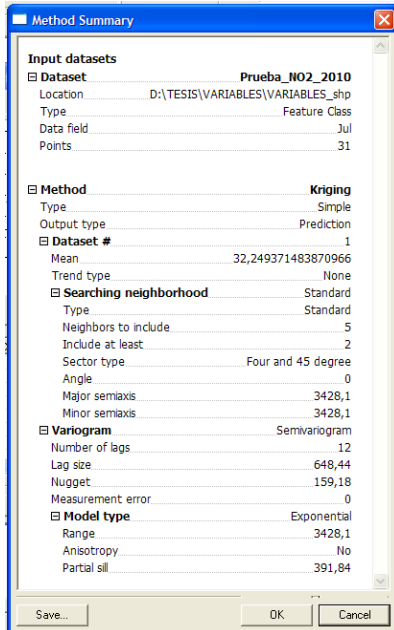 Method Summary
Input datasets
Dataset Prueba_NO2_2010
Location D:\TESIS\VARIABLES\VARIABLES_shp
Type Feature Class
Data field Jul
Points 31
Method Kriging
Type Simple
Output type Prediction
Dataset # 1
Mean 32,249371483870966
Trend type None
Searching neighborhood Standard
Type Standard
Neighbors to include 5
Include at least 2
Sector type Four and 45 degree
Angle 0
Major semiaxis 3428,1
Minor semiaxis 3428,1
Variogram Semivariogram
Number of lags 12
Lag size 648,44
Nugget 159,18
Measurement error 0
Model type Exponential
Range 3428,1
Anisotropy No
Partial sill 391,84
Save... OK Cancel